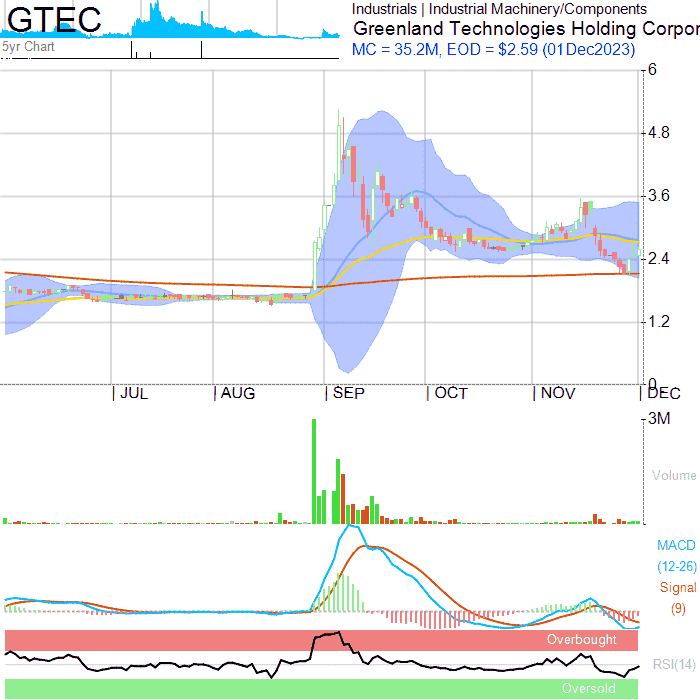 GTEC
5yr Chart
Industrials | Industrial Machinery/Components
Greenland Technologies Holding Corpor
MC = 35.2M, EOD = $2.59 (01Dec2023)
6
4.8
3.6
2.4
1.2
0
JUL
AUG
SEP
OCT
NOV
DEC
3M
Volume
MACD
(12-26)
Signal
(9)
Overbought
RSI(14)
Oversold